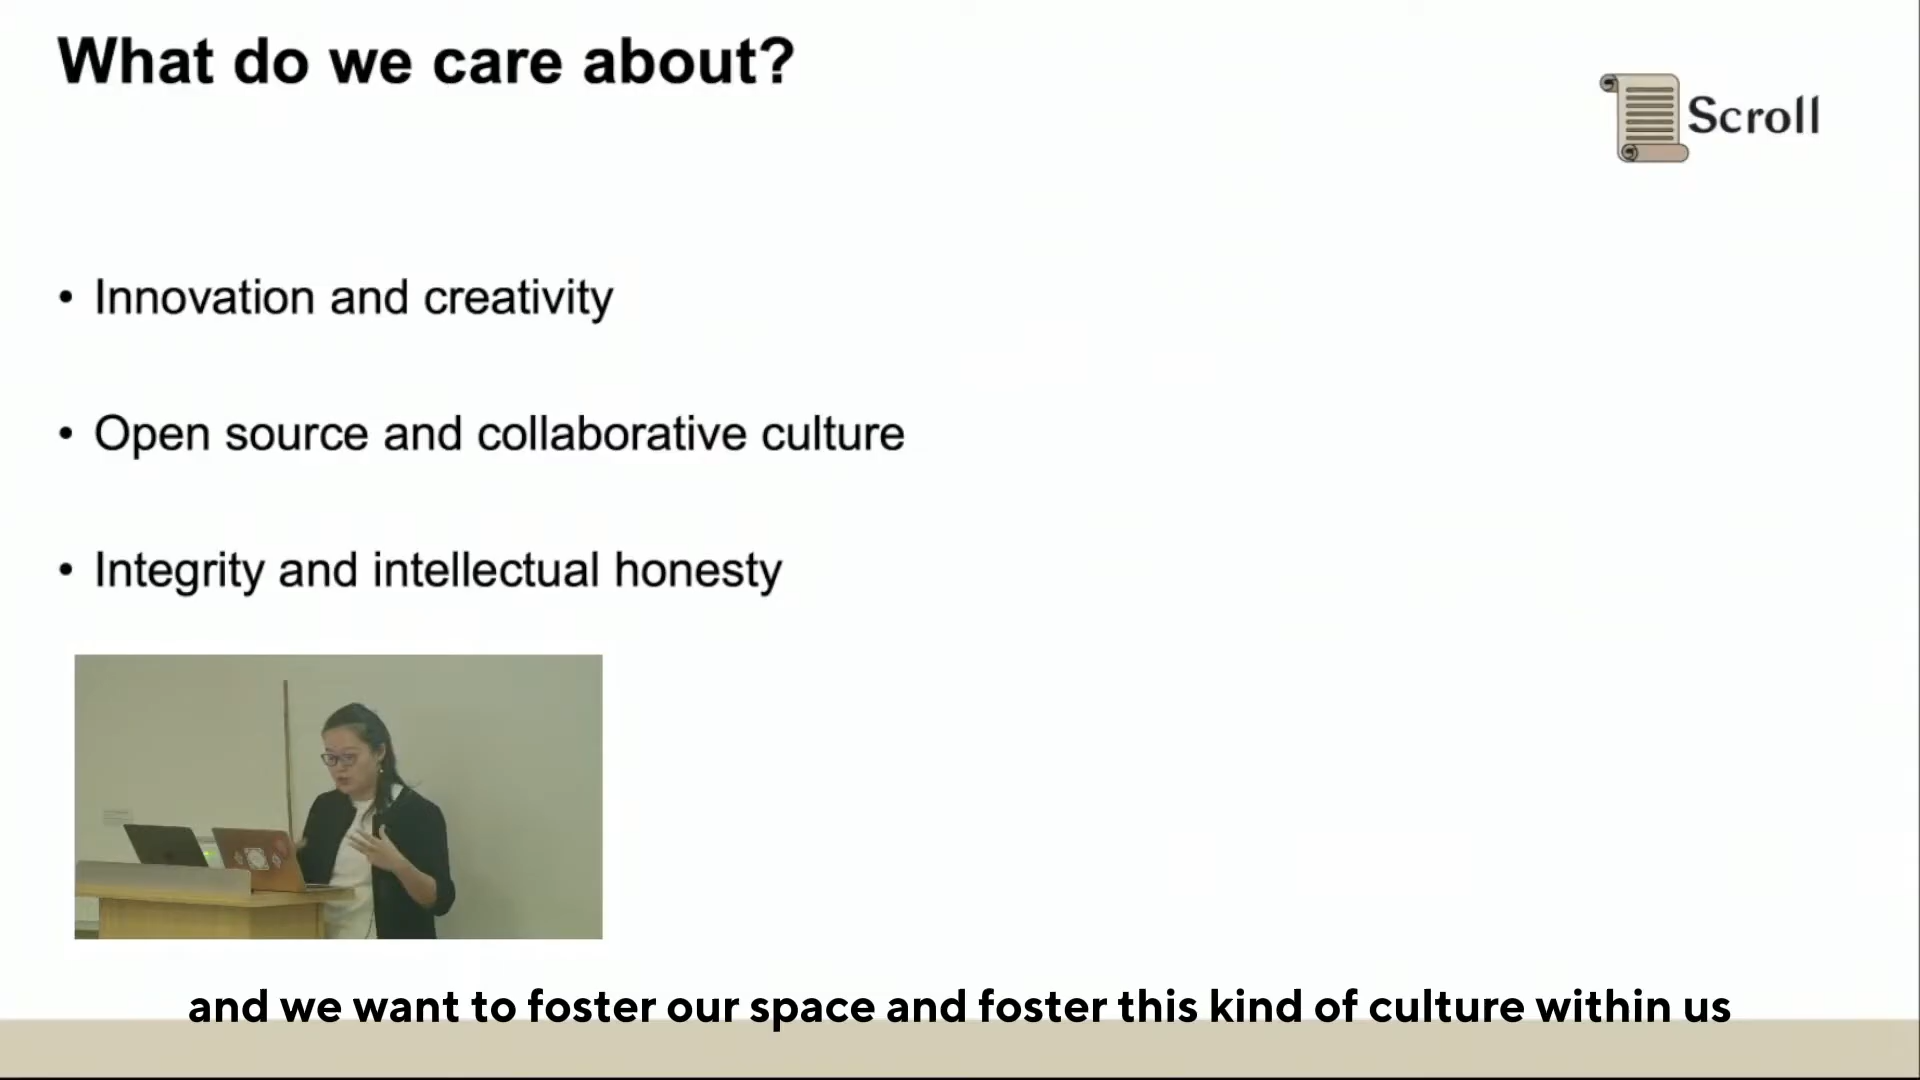 What do we care about?
Scroll
• Innovation and creativity
• Open source and collaborative culture
• Integrity and intellectual honesty
and we want to foster our space and foster this kind of culture within us